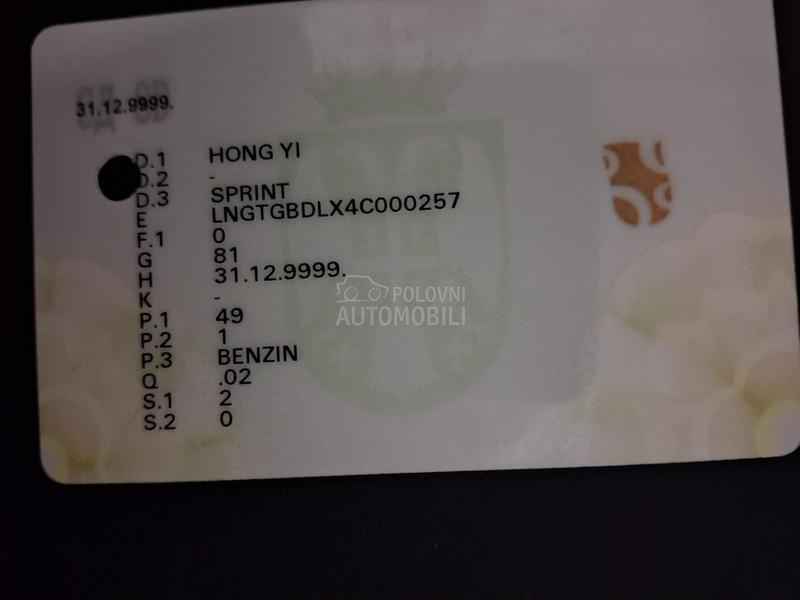 31.12.9999.
D.1 HONG YI
D.2 -
D.3 SPRINT
E LNGTGBDLX4C000257
F.1 0
G 81
H 31.12.9999.
K -
P.1 49
P.2 1
P.3 BENZIN
Q .02
S.1 2
S.2 0
POLOVNI
AUTOMOBILI